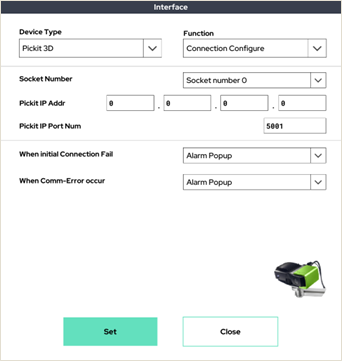 Interface
Device Type
Function
Pickit 3D
Connection Configure
Socket Number
Socket number 0
Pickit IP Addr
0 . 0 . 0 . 0
Pickit IP Port Num
5001
When initial Connection Fail
Alarm Popup
When Comm-Error occur
Alarm Popup
Set
Close